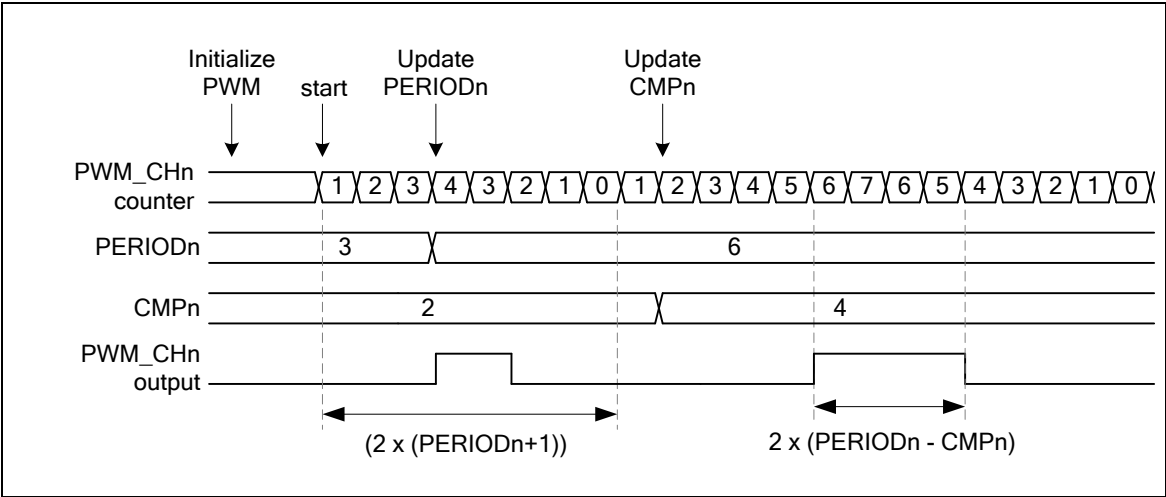 Initialize
PWM
start
Update
PERIODn
Update
CMPn
PWM_CHn
counter
1 2 3 4 3 2 1 0 1 2 3 4 5 6 7 6 5 4 3 2 1 0
PERIODn
3 6
CMPn
2 4
PWM_CHn
output
(2 x (PERIODn+1))
2 x (PERIODn - CMPn)